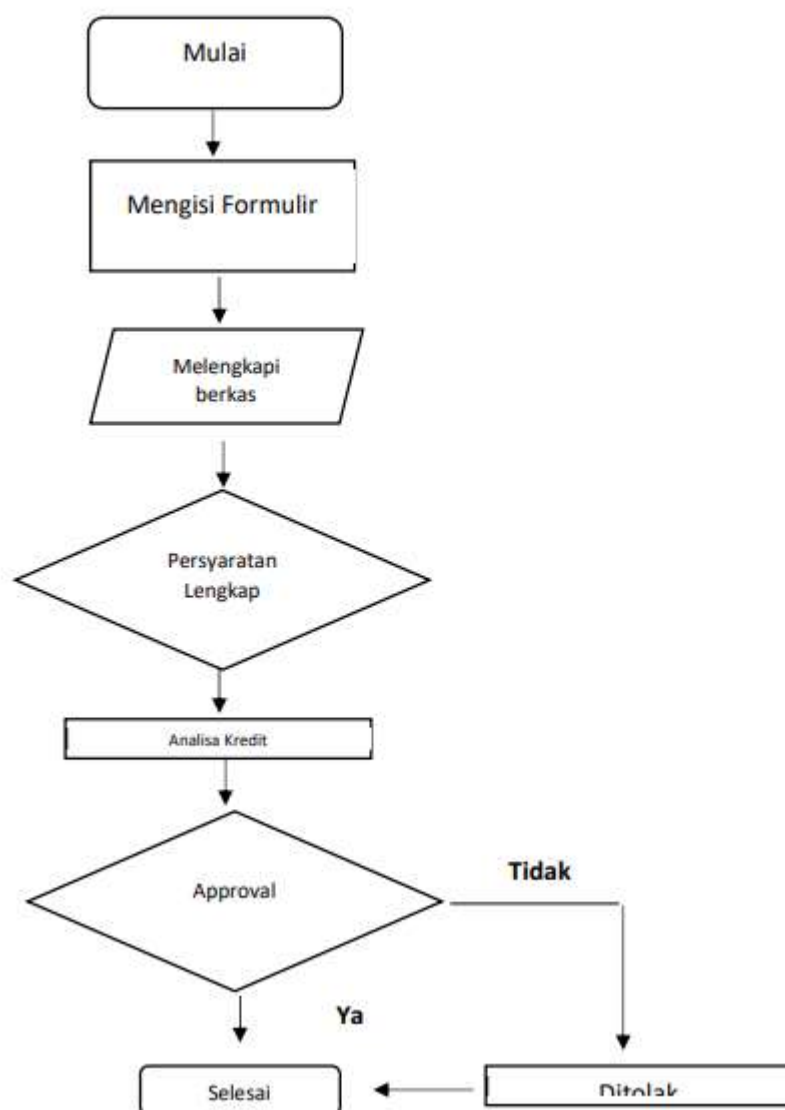 Mulai
Mengisi Formulir
Melengkapi
berkas
Persyaratan
Lengkap
Analisa Kredit
Approval
Tidak
Ya
Selesai
Ditolak